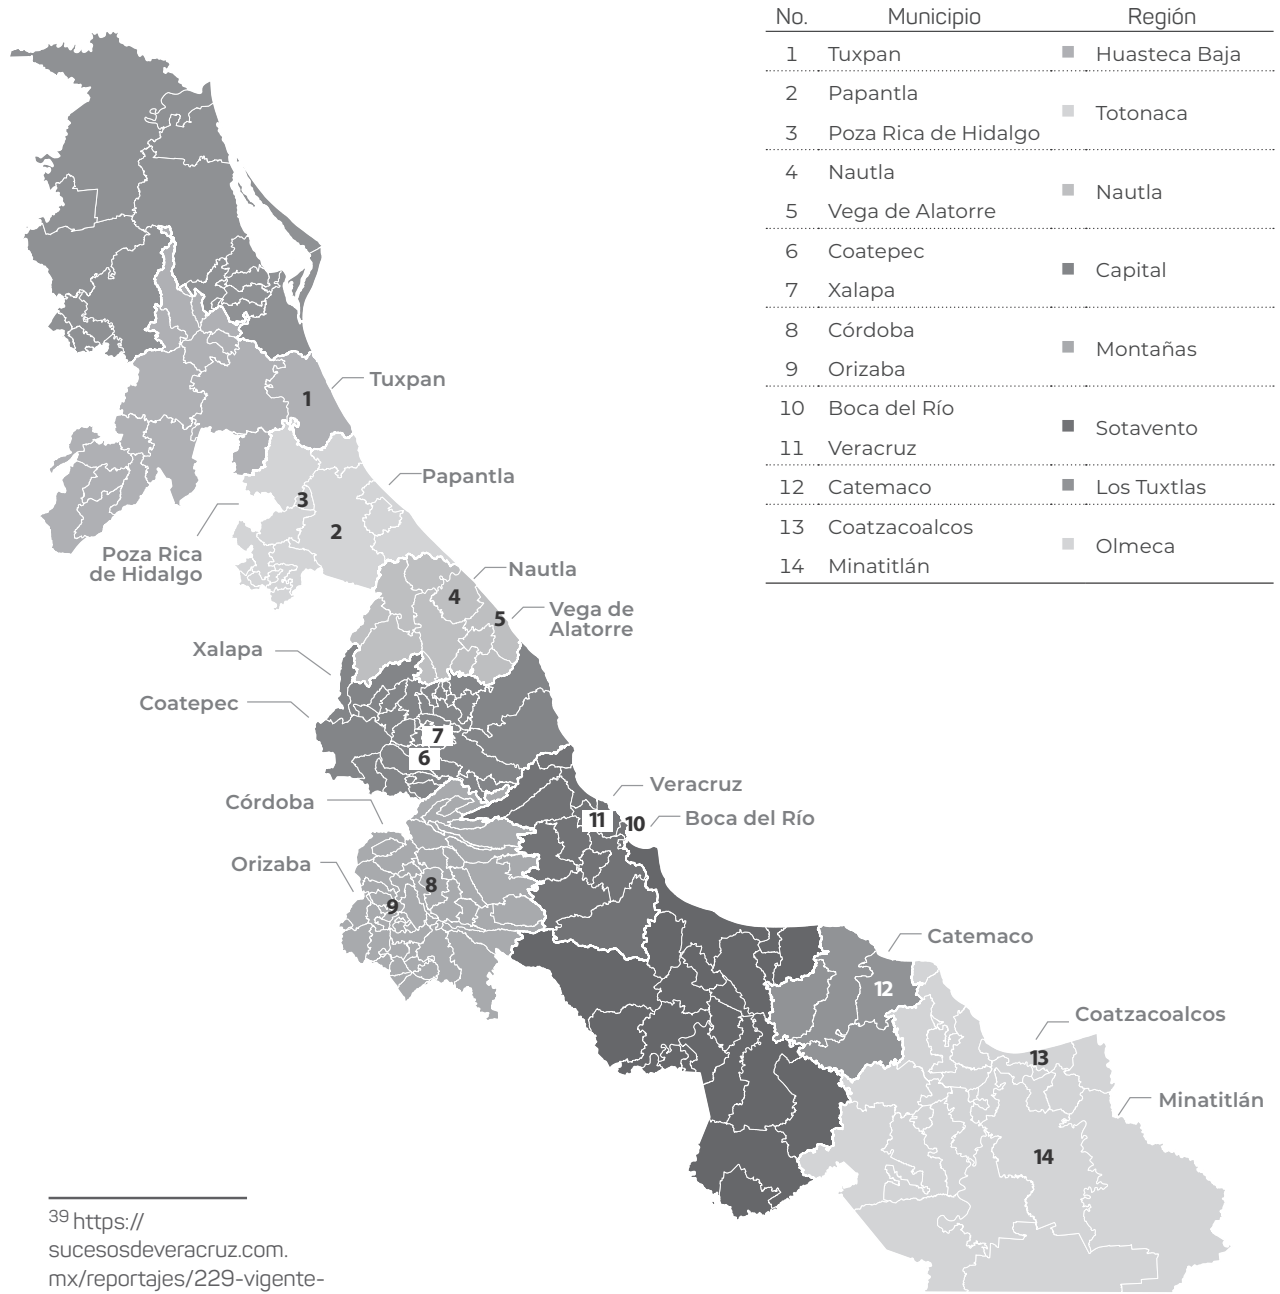 No. Municipio Región
1 Tuxpan Huasteca Baja
2 Papantla
Totonaca
3 Poza Rica de Hidalgo
4 Nautla
Nautla
5 Vega de Alatorre
6 Coatepec
Capital
7 Xalapa
8 Córdoba
Montañas
9 Orizaba
10 Boca del Río
Sotavento
11 Veracruz
12 Catemaco Los Tuxtlas
13 Coatzacoalcos
Olmeca
14 Minatitlán
Tuxpan
1
Papantla
3
2
Poza Rica
de Hidalgo
Nautla
4
Vega de
Alatorre
5
Xalapa
Coatepec
7
6
Veracruz
Córdoba
11
10
Boca del Río
Orizaba
8
9
Catemaco
12
Coatzacoalcos
13
Minatitlán
14
39 https://
sucesosdeveracruz.com.
mx/reportajes/229-vigente-